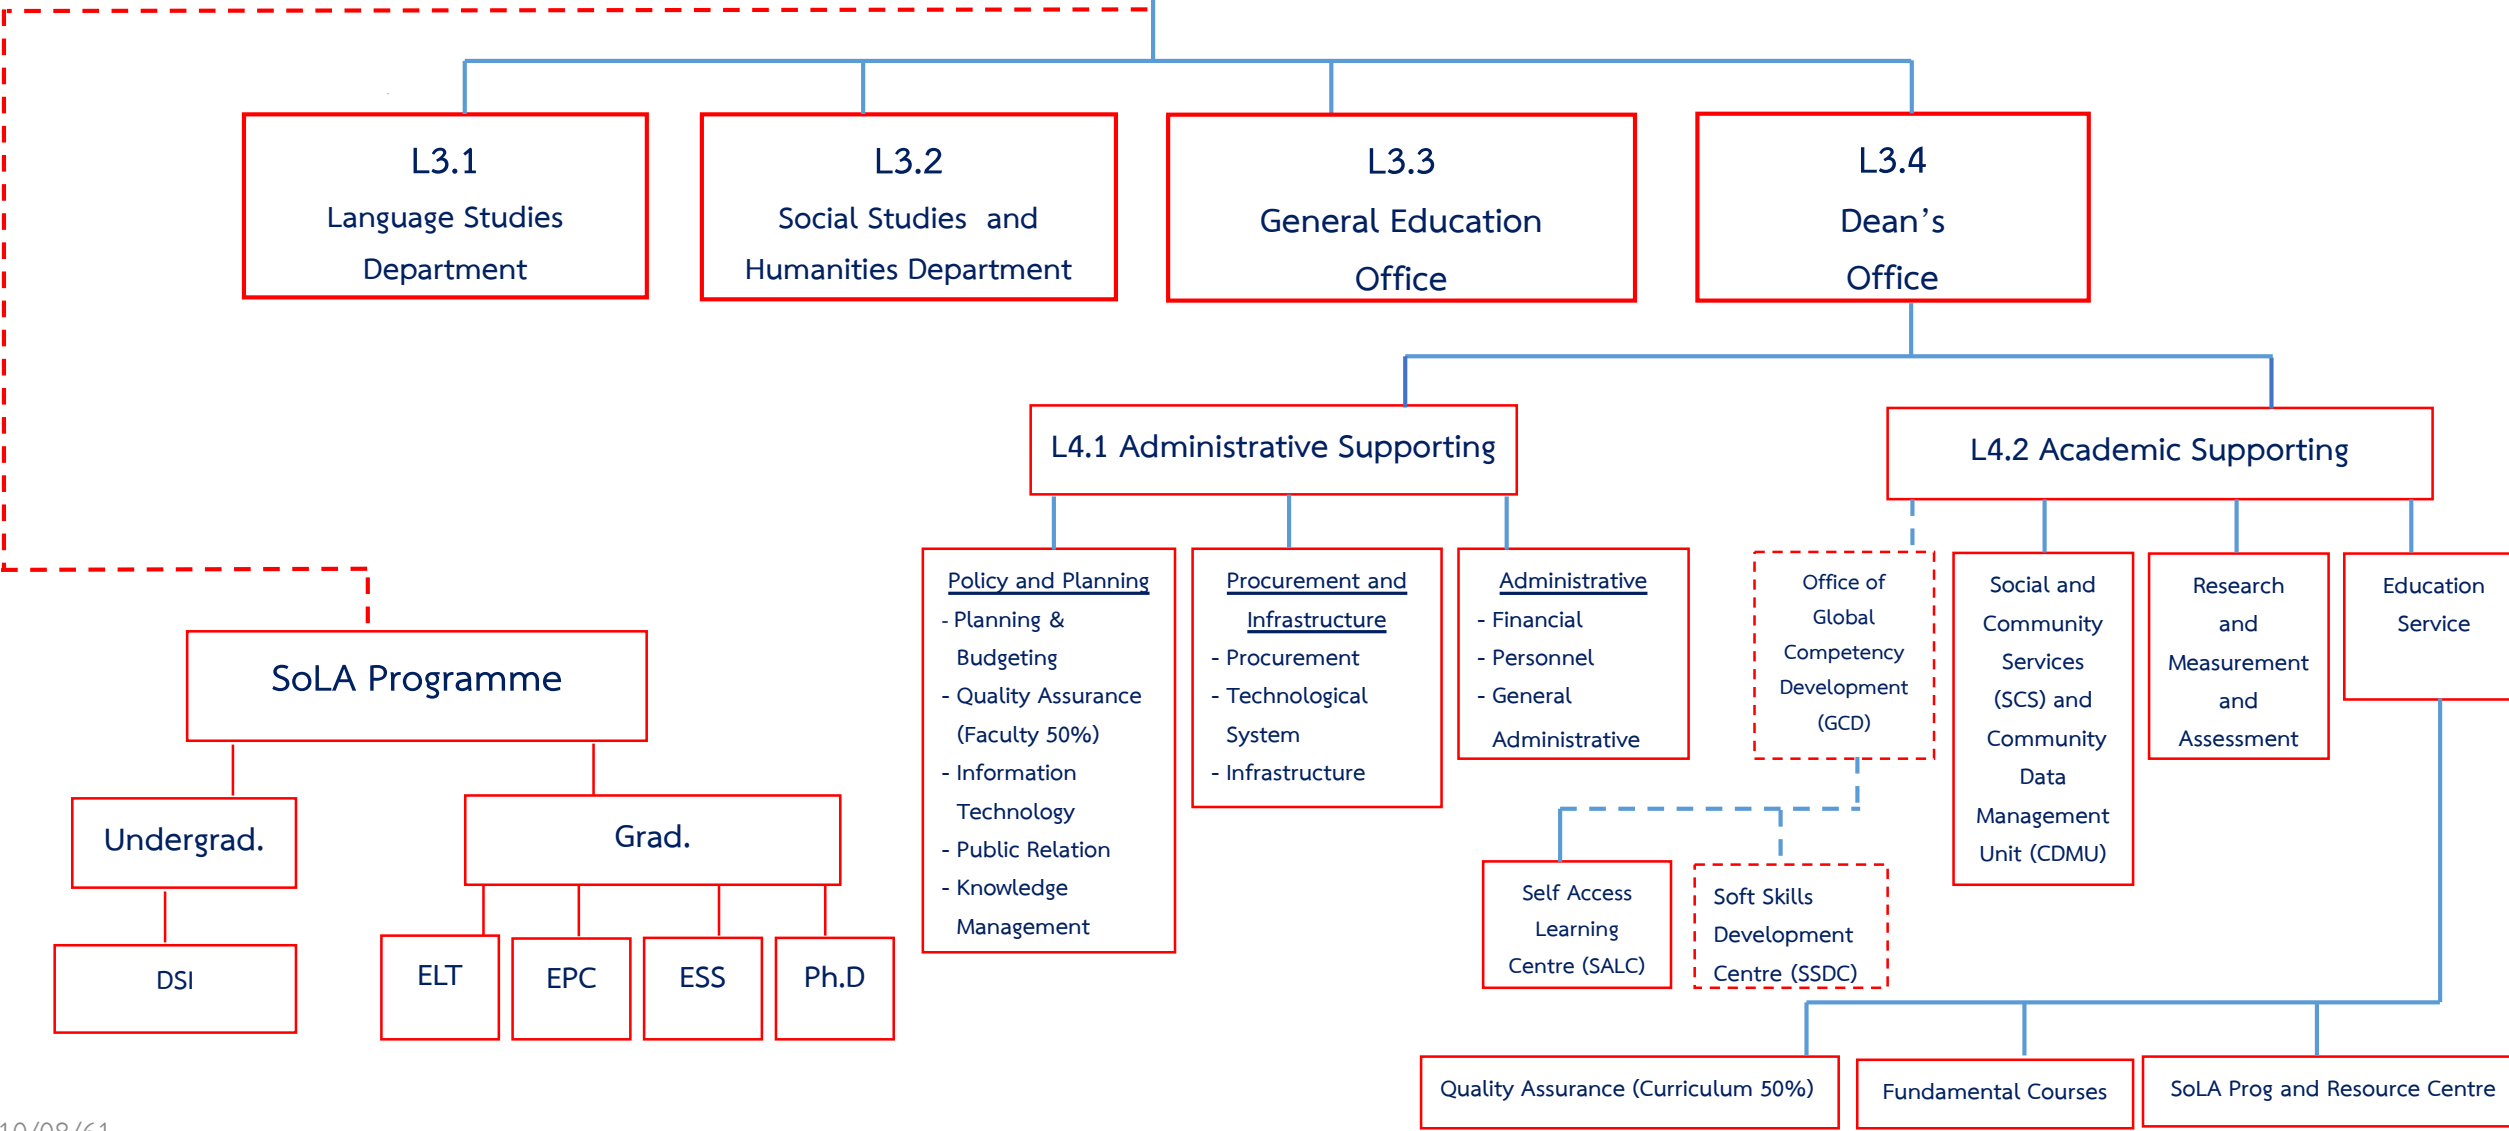 L3.1
Language Studies
Department
L3.2
Social Studies and
Humanities Department
L3.3
General Education
Office
L3.4
Dean’s
Office
L4.1 Administrative Supporting
L4.2 Academic Supporting
Policy and Planning
- Planning &
Budgeting
- Quality Assurance
(Faculty 50%)
- Information
Technology
- Public Relation
- Knowledge
Management
Procurement and
Infrastructure
- Procurement
- Technological
System
- Infrastructure
Administrative
- Financial
- Personnel
- General
Administrative
Office of
Global
Competency
Development
(GCD)
Social and
Community
Services
(SCS) and
Community
Data
Management
Unit (CDMU)
Research
and
Measurement
and
Assessment
Education
Service
SoLA Programme
Undergrad.
Grad.
DSI
ELT
EPC
ESS
Ph.D
Self Access
Learning
Centre (SALC)
Soft Skills
Development
Centre (SSDC)
Quality Assurance (Curriculum 50%)
Fundamental Courses
SoLA Prog and Resource Centre
10/08/61